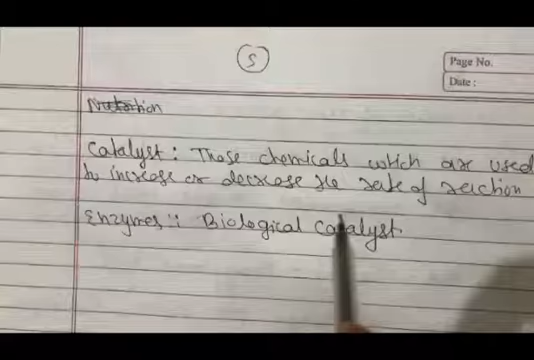 5
Page No.
Date :
Nutrition
Catalyst : Those chemicals which are used
to increase or decrease the rate of reaction
Enzymes : Biological catalyst